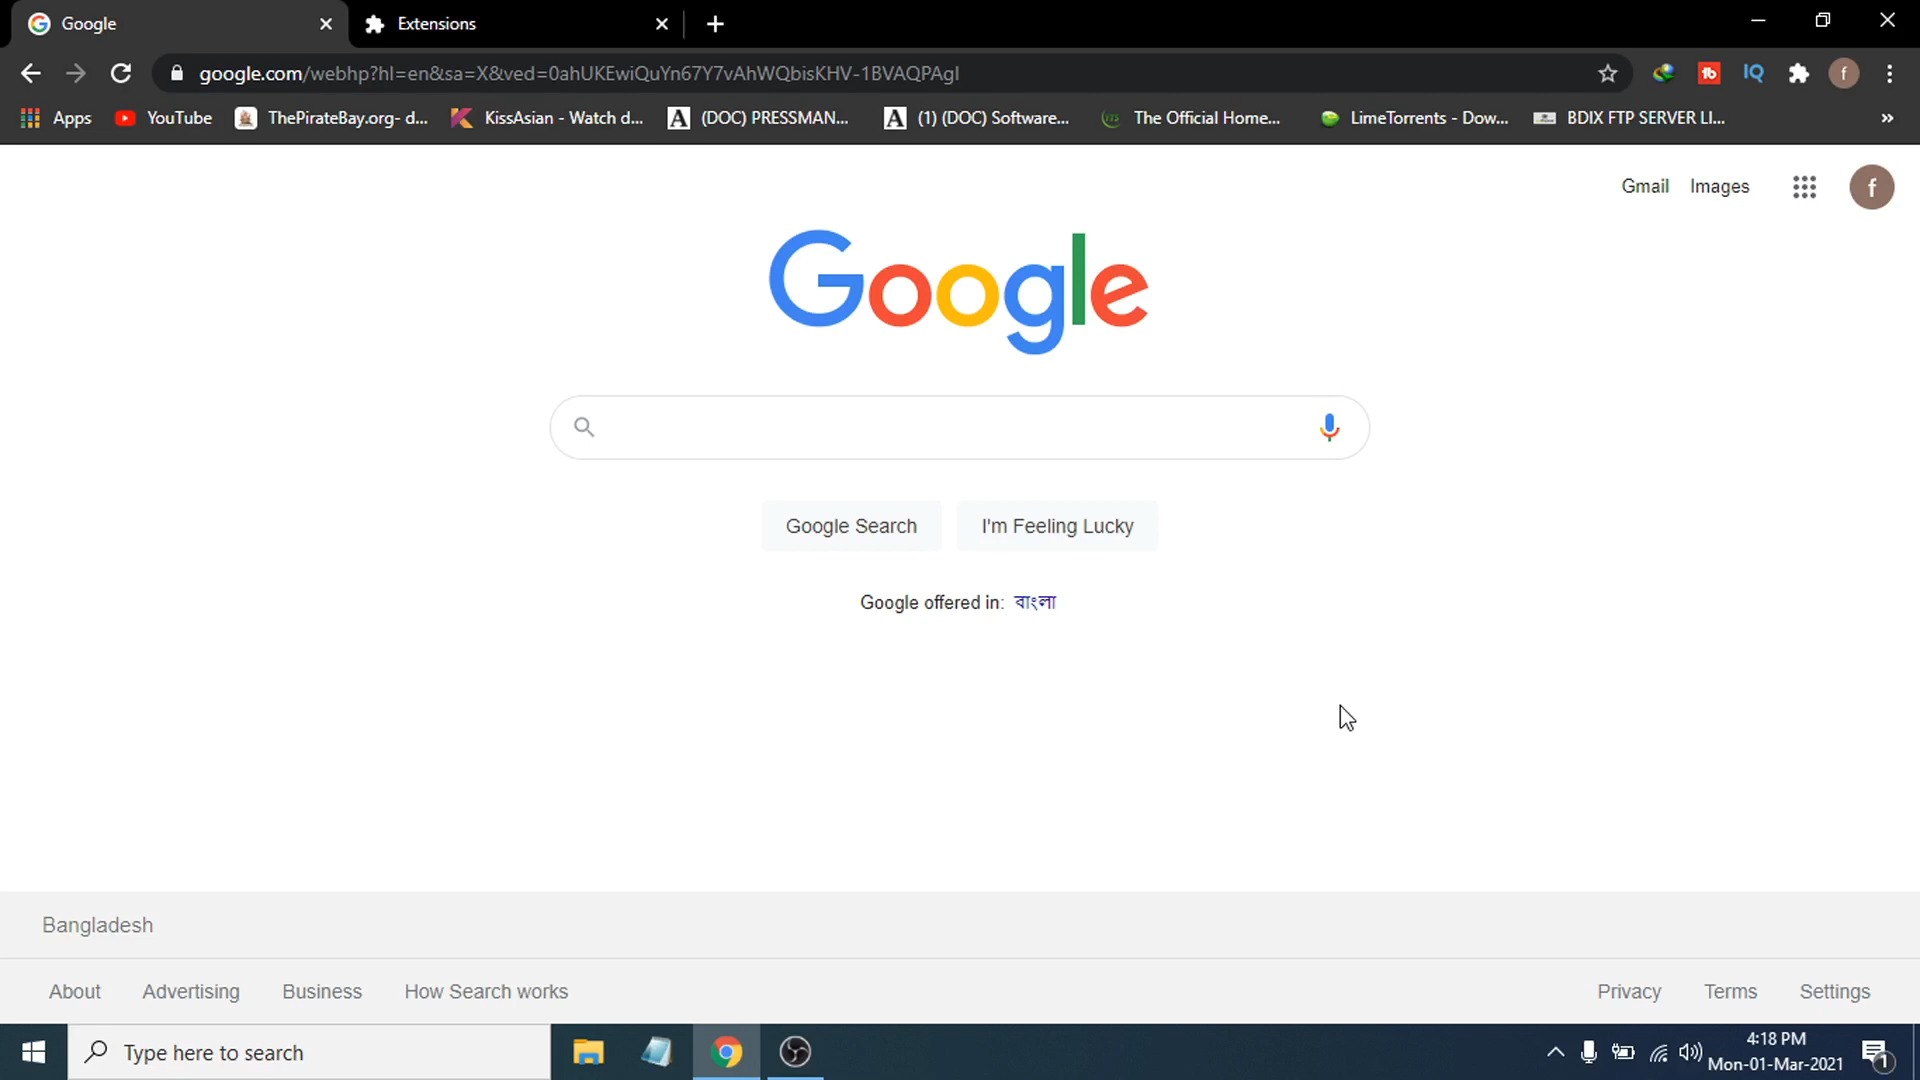 Google
Extensions
google.com/webhp?hl=en&sa=X&ved=0ahUKEwiQuYn67Y7vAhWQbisKHV-1BVAQPAgI
tb
IQ
f
Apps
YouTube
ThePirateBay.org- d...
KissAsian - Watch d...
A
(DOC) PRESSMAN...
A
(1) (DOC) Software...
The Official Home...
LimeTorrents - Dow...
BDIX FTP SERVER LI...
»
Gmail
Images
f
Google
Google Search
I'm Feeling Lucky
Google offered in: বাংলা
Bangladesh
About
Advertising
Business
How Search works
Privacy
Terms
Settings
Type here to search
4:18 PM
Mon-01-Mar-2021
1